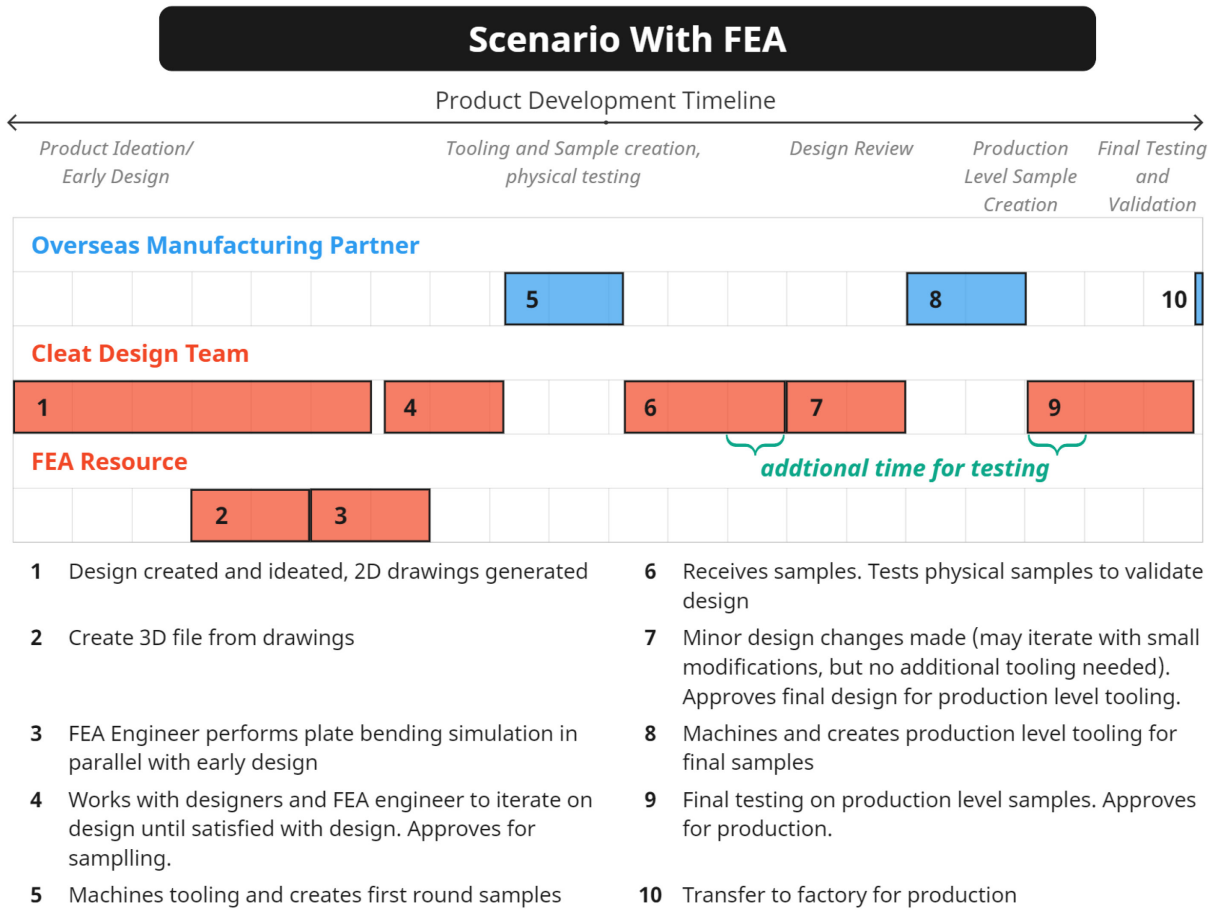 Scenario With FEA
Product Development Timeline
Product Ideation/
Early Design
Tooling and Sample creation,
physical testing
Design Review
Production
Level Sample
Creation
Final Testing
and
Validation
Overseas Manufacturing Partner
5
8
10
Cleat Design Team
1
4
6
7
9
FEA Resource
addtional time for testing
2
3
1 Design created and ideated, 2D drawings generated
2 Create 3D file from drawings
3 FEA Engineer performs plate bending simulation in
parallel with early design
4 Works with designers and FEA engineer to iterate on
design until satisfied with design. Approves for
samplling.
5 Machines tooling and creates first round samples
6 Receives samples. Tests physical samples to validate
design
7 Minor design changes made (may iterate with small
modifications, but no additional tooling needed).
Approves final design for production level tooling.
8 Machines and creates production level tooling for
final samples
9 Final testing on production level samples. Approves
for production.
10 Transfer to factory for production